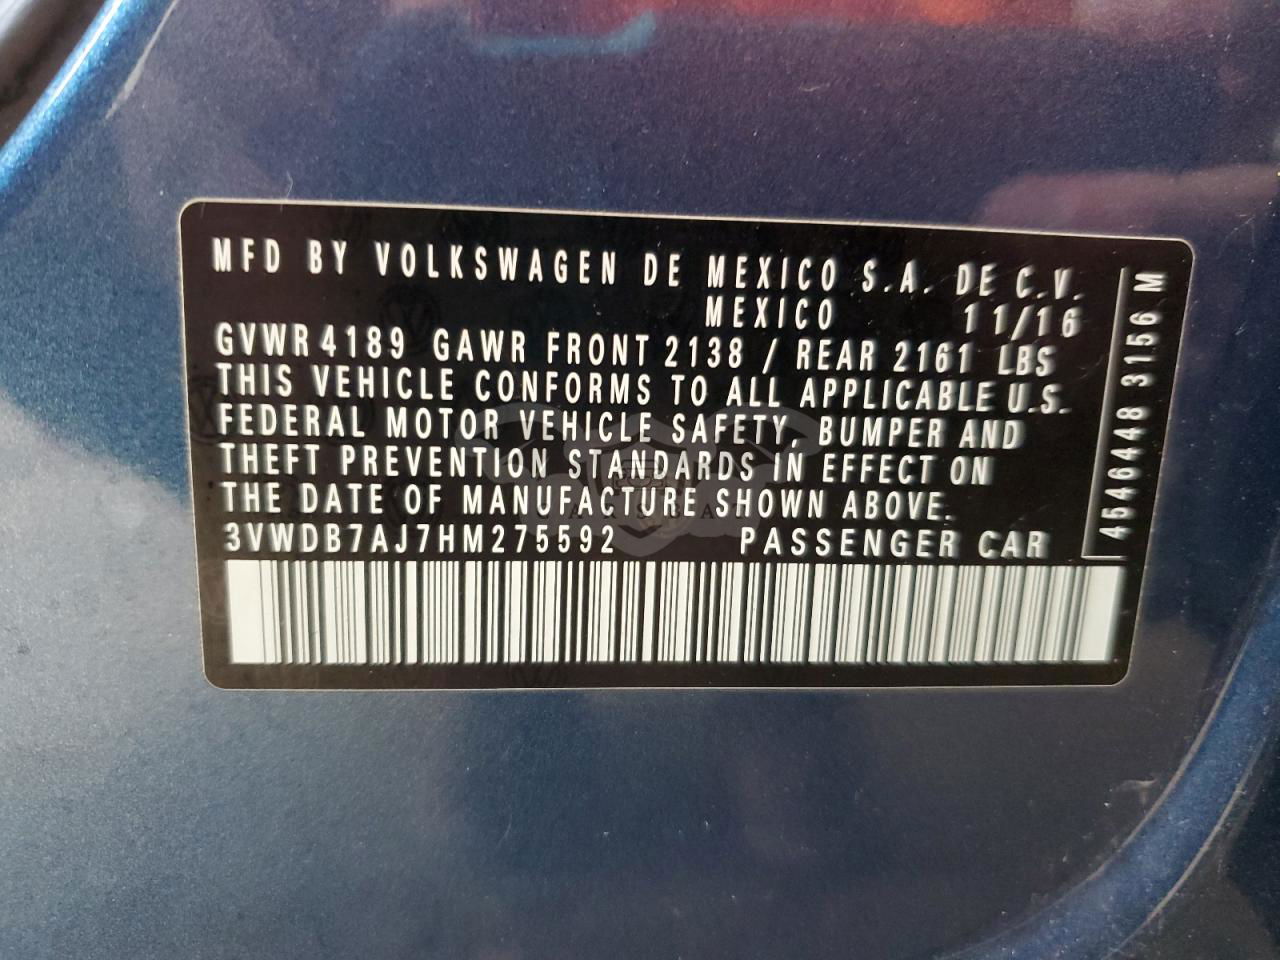 MFD BY VOLKSWAGEN DE MEXICO S.A. DE C.V.
MEXICO 11/16
GVWR 4189 GAWR FRONT 2138 / REAR 2161 LBS
THIS VEHICLE CONFORMS TO ALL APPLICABLE U.S.
FEDERAL MOTOR VEHICLE SAFETY, BUMPER AND
THEFT PREVENTION STANDARDS IN EFFECT ON
THE DATE OF MANUFACTURE SHOWN ABOVE.
3VWDB7AJ7HM275592 PASSENGER CAR
4546448 3156 M